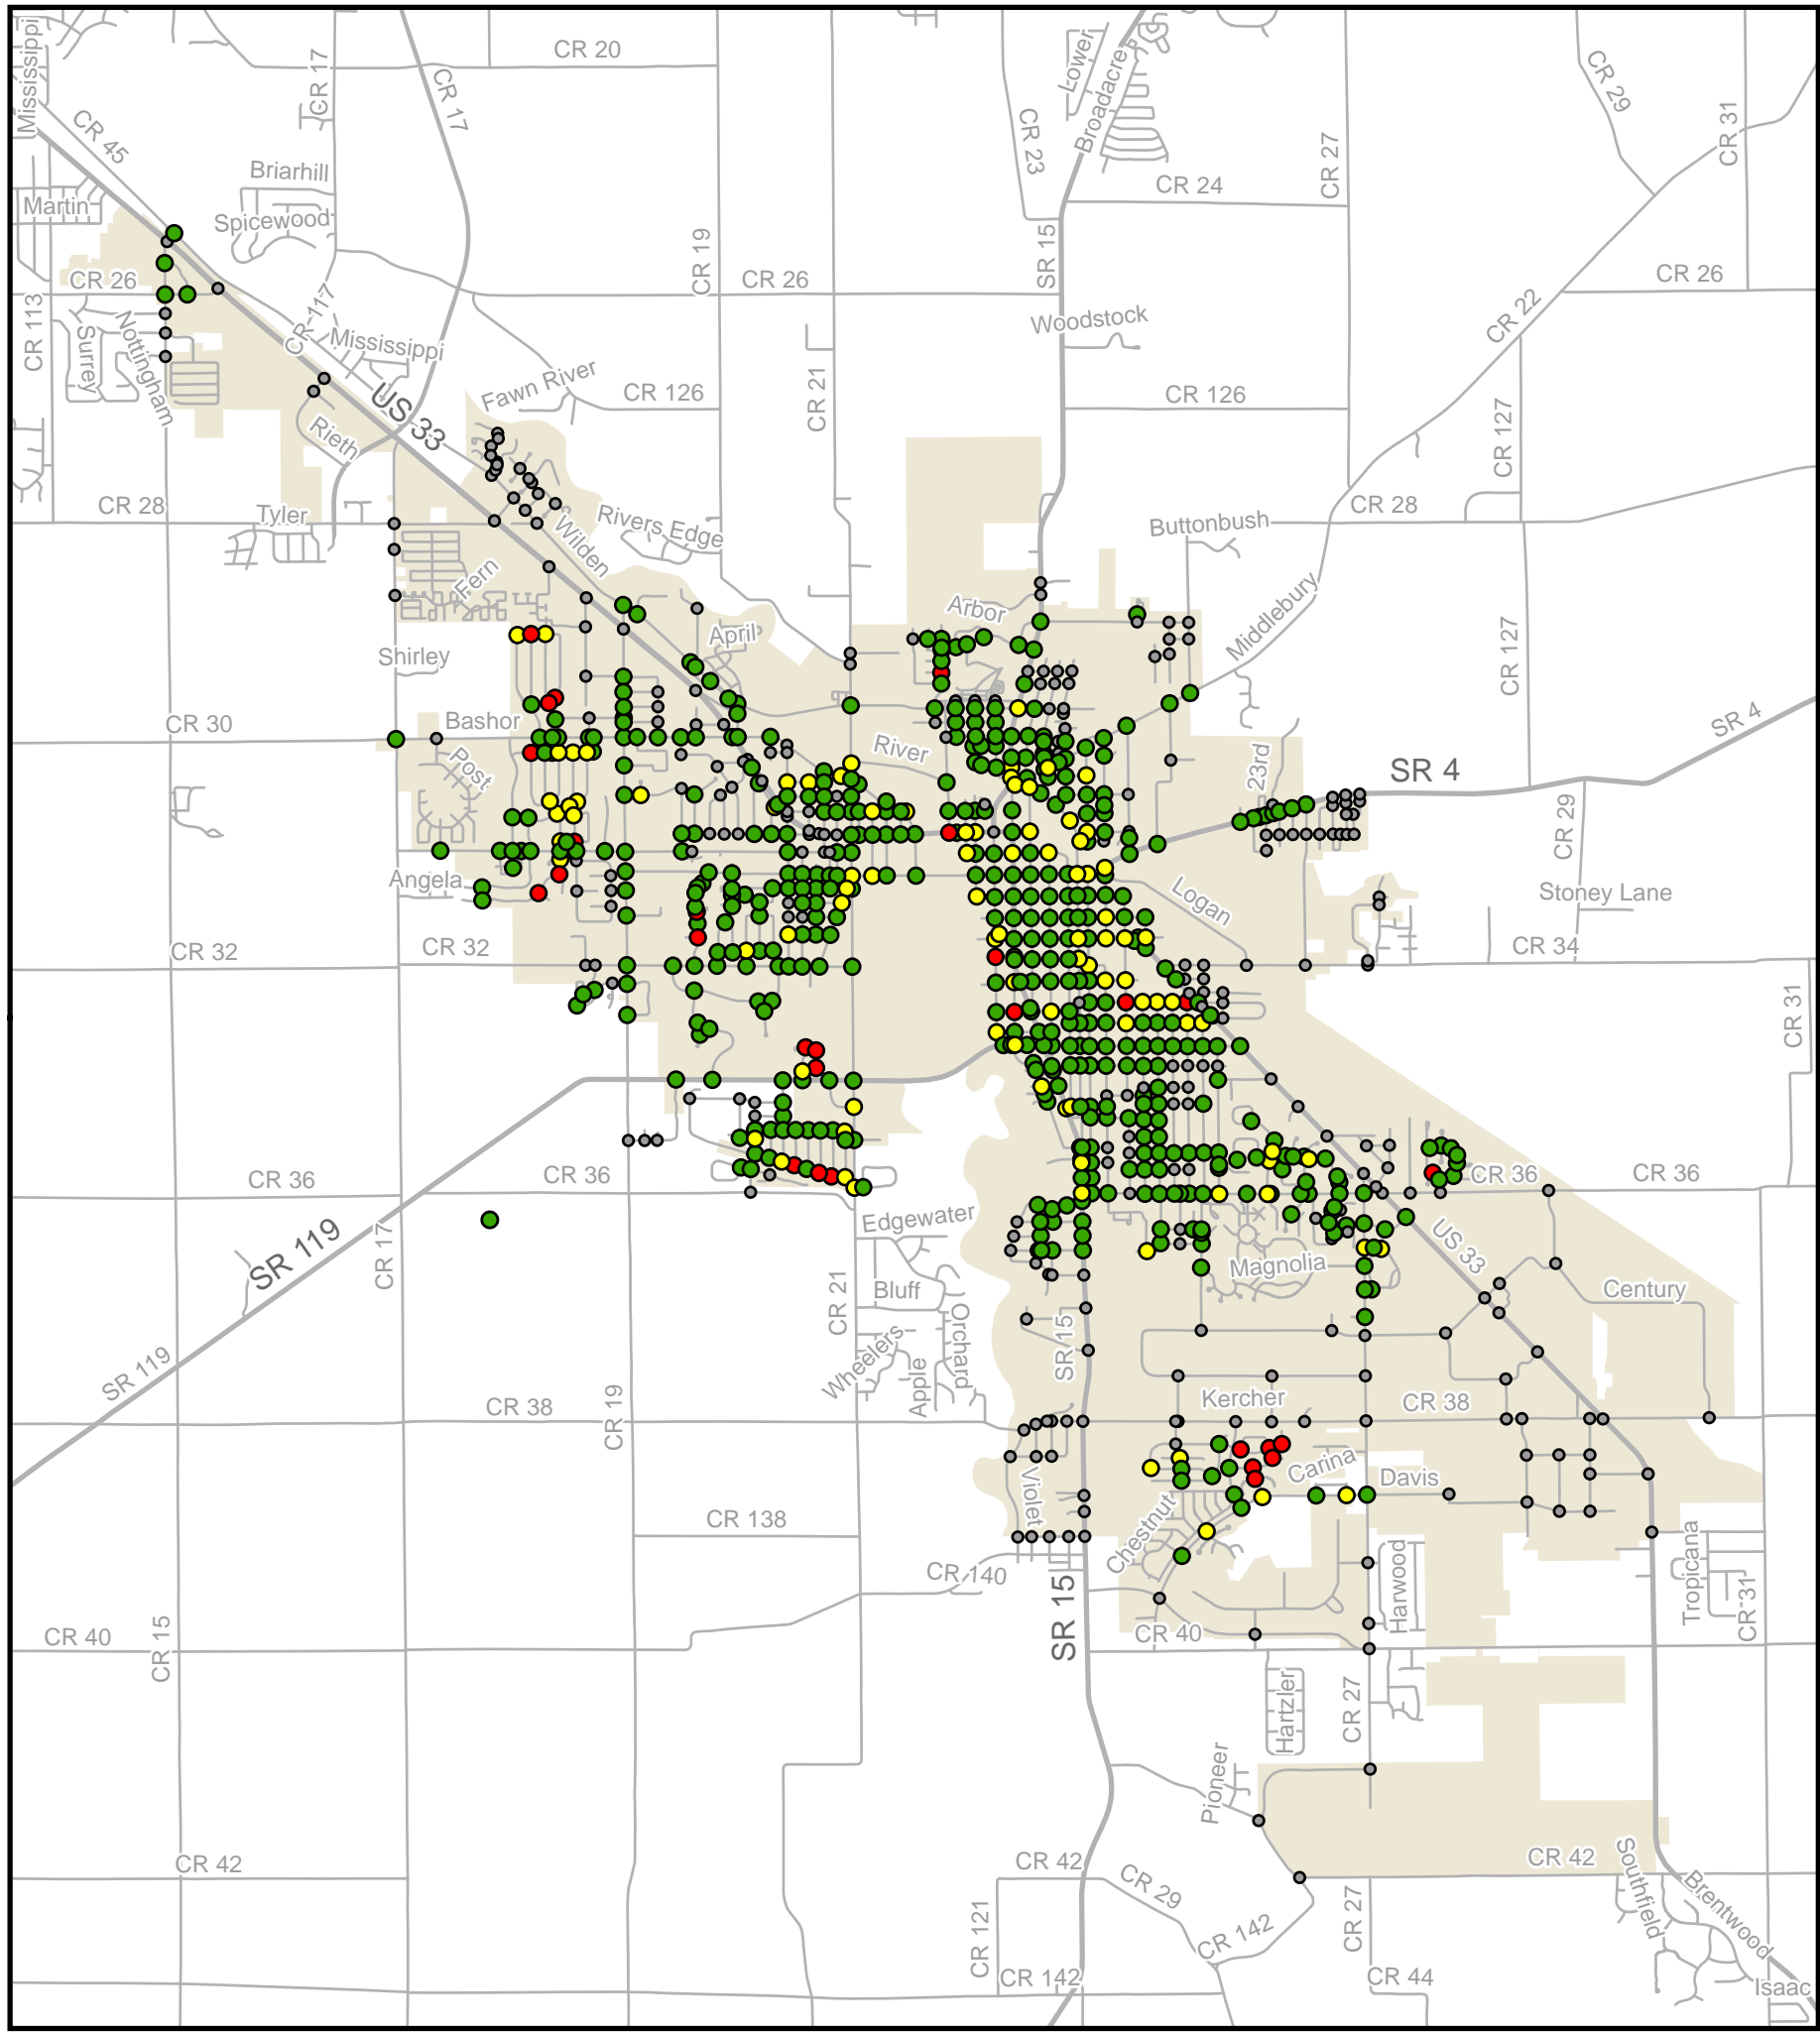 Mississippi
CR 45
CR 17
CR 20
CR 17
Lower
Broadacre
CR 23
CR 29
CR 31
CR 27
CR 24
Briarhill
Martin
Spicewood
CR 19
SR 15
CR 26
CR 26
CR 26
CR 113
Surrey
Nottingham
CR 117
Mississippi
US 33
Rieth
Fawn River
CR 126
CR 21
Woodstock
CR 126
CR 22
CR 127
CR 28
Tyler
Wilden
Rivers Edge
Buttonbush
CR 28
Fern
Arbor
April
Middlebury
CR 127
Shirley
CR 30
Bashor
Post
River
23rd
SR 4
SR 4
CR 29
Angela
Logan
Stoney Lane
CR 32
CR 32
CR 34
CR 31
CR 36
CR 36
CR 36
CR 36
SR 119
CR 17
Edgewater
CR 21
Bluff
Orchard
Wheelers
Apple
Magnolia
US 33
Century
SR 15
SR 119
CR 38
CR 19
Kercher
CR 38
Carina
Davis
Violet
Chestnut
CR 138
CR 140
SR 15
Harwood
Tropicana
CR 31
CR 40
CR 15
CR 40
Hartzler
CR 27
Pioneer
CR 42
CR 42
CR 29
CR 42
Southfield
Brentwood
CR 121
CR 142
CR 27
CR 142
CR 44
Isaac